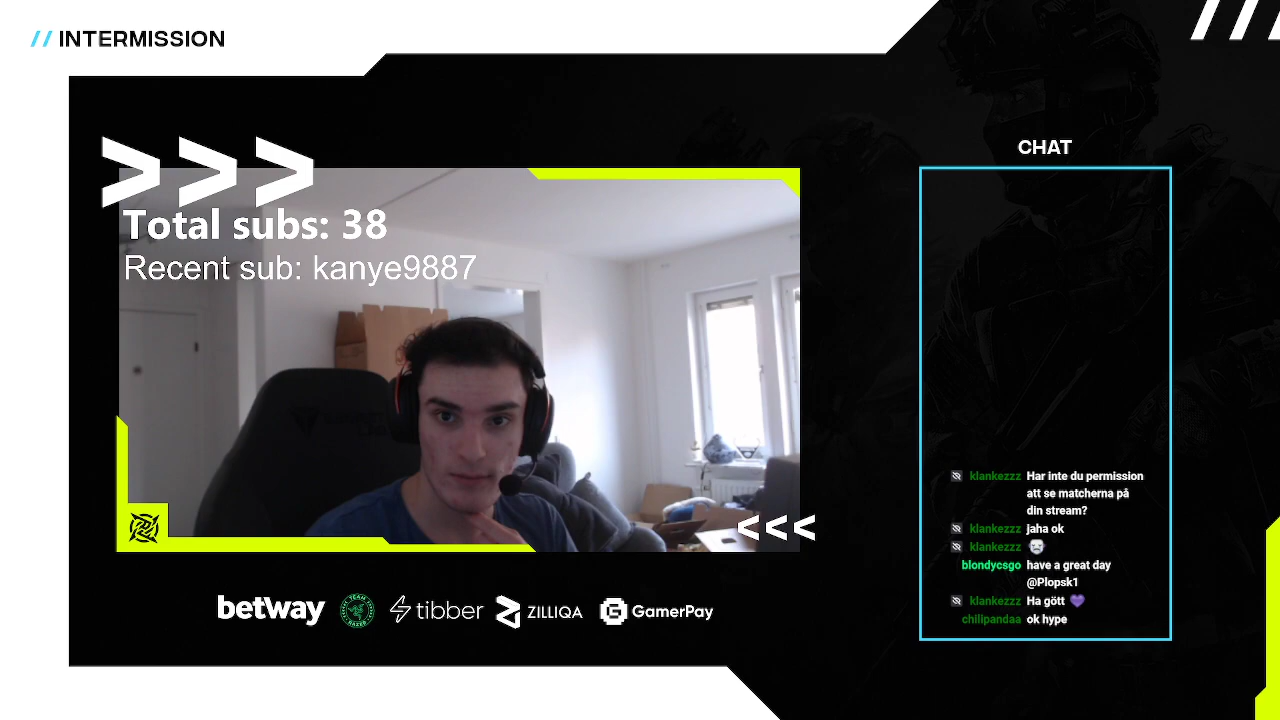 // INTERMISSION
>>>
Total subs: 38
Recent sub: kanye9887
<<<
betway
TEAM RAZER
tibber
ZILLIQA
GamerPay
CHAT
klankezzz Har inte du permission
att se matcherna på
din stream?
klankezzz jaha ok
klankezzz
blondycsgo have a great day
@Plopsk1
klankezzz Ha gött 💜
chilipandaa ok hype